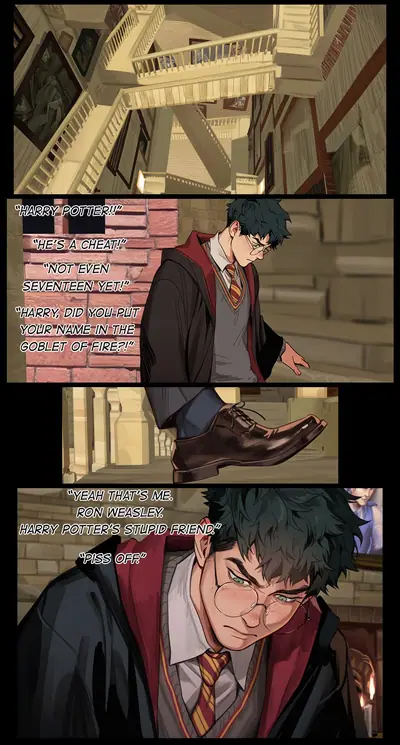 "HARRY POTTER!!"
"HE'S A CHEAT!"
"NOT EVEN
SEVENTEEN YET!"
"HARRY, DID YOU PUT
YOUR NAME IN THE
GOBLET OF FIRE?!"
"YEAH THAT'S ME.
RON WEASLEY.
HARRY POTTER'S STUPID FRIEND."
"PISS OFF."